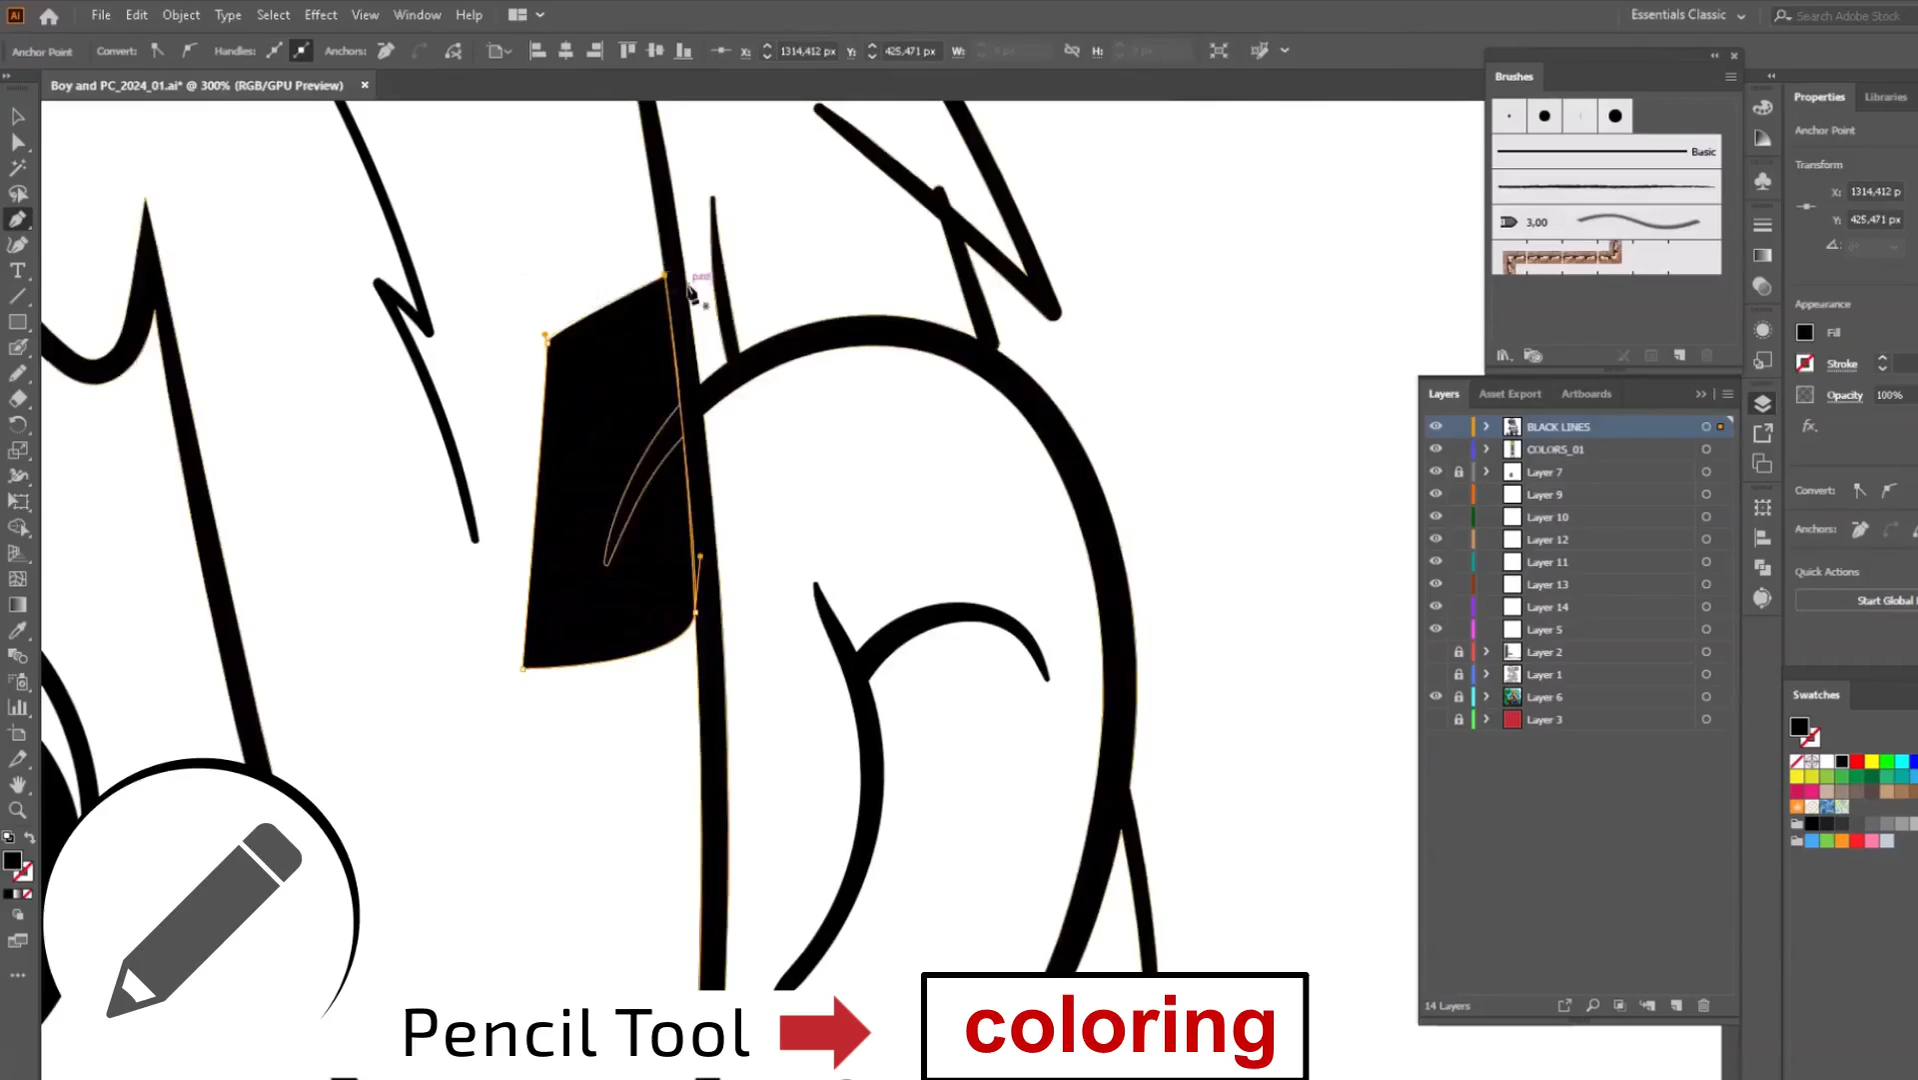 Ai File Edit Object Type Select Effect View Window Help Essentials Classic Search Adobe Stock
Anchor Point Convert: Handles: Anchors: X: 1314,412 px Y: 425,471 px W: 0 px H: 0 px
Boy and PC_2024_01.ai* @ 300% (RGB/GPU Preview) ×
Brushes
Basic
3,00
Properties Libraries
Anchor Point
Transform
X: 1314,412 p
Y: 425,471 px
Appearance
Fill
Stroke
Opacity 100%
fx.
Convert:
Anchors:
Quick Actions
Start Global
Layers Asset Export Artboards
BLACK LINES
COLORS_01
Layer 7
Layer 9
Layer 10
Layer 12
Layer 11
Layer 13
Layer 14
Layer 5
Layer 2
Layer 1
Layer 6
Layer 3
14 Layers
Swatches
Pencil Tool
coloring